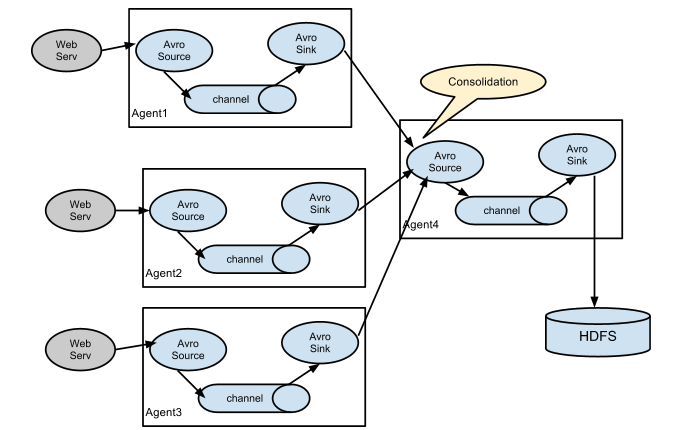 Web
Serv
Avro
Source
Avro
Sink
channel
Agent1
Consolidation
Web
Serv
Avro
Source
Avro
Sink
channel
Agent2
Avro
Source
Avro
Sink
channel
Agent4
Web
Serv
Avro
Source
Avro
Sink
channel
Agent3
HDFS